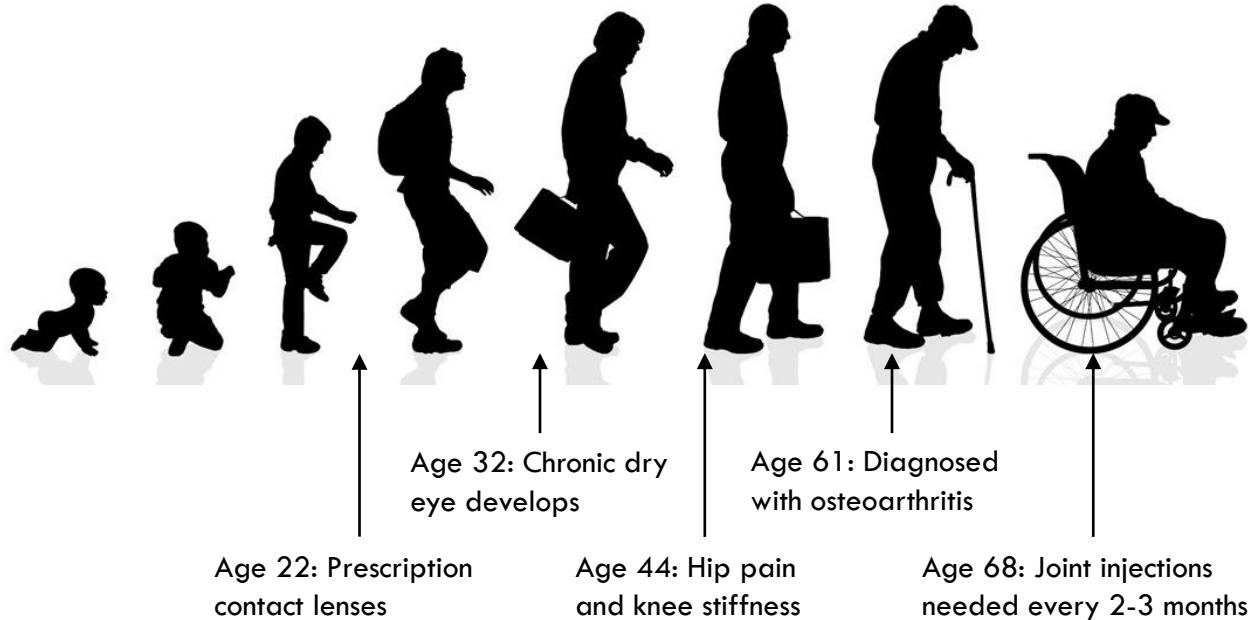 Age 22: Prescription
contact lenses
Age 32: Chronic dry
eye develops
Age 44: Hip pain
and knee stiffness
Age 61: Diagnosed
with osteoarthritis
Age 68: Joint injections
needed every 2-3 months